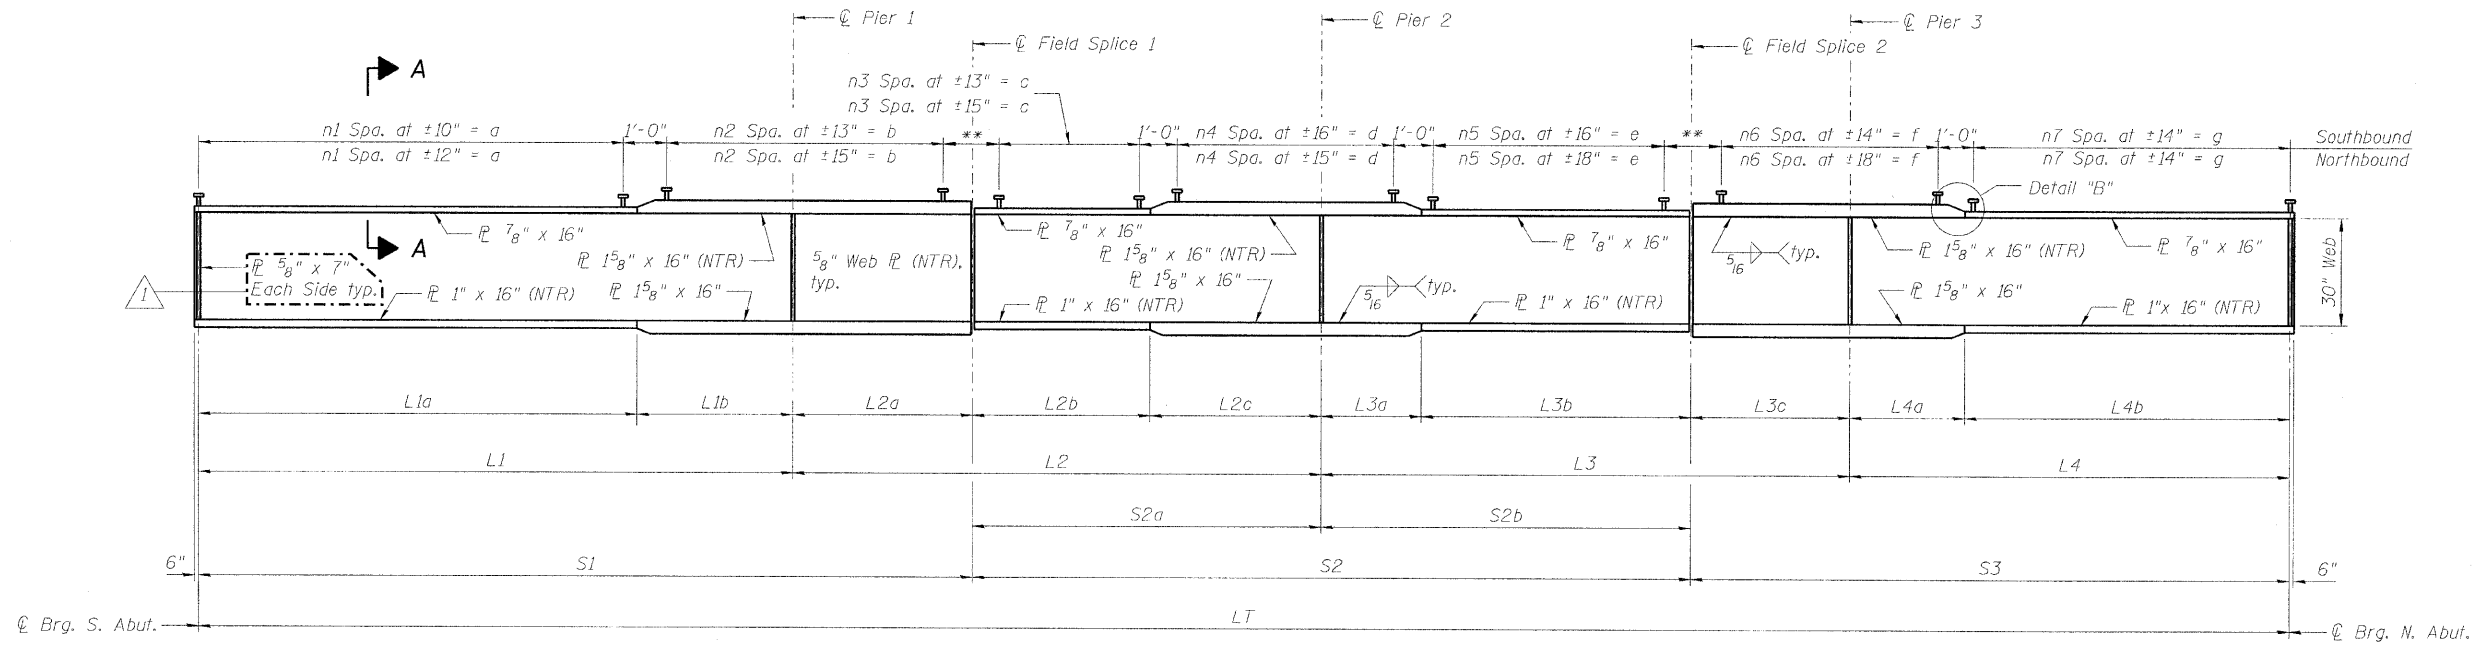 ℄ Pier 1
℄ Pier 2
℄ Pier 3
℄ Field Splice 1
℄ Field Splice 2
A
n3 Spa. at ±13" = c
n3 Spa. at ±15" = c
n1 Spa. at ±10" = a
n1 Spa. at ±12" = a
1'-0"
n2 Spa. at ±13" = b
n2 Spa. at ±15" = b
**
1'-0"
n4 Spa. at ±16" = d
n4 Spa. at ±15" = d
1'-0"
n5 Spa. at ±16" = e
n5 Spa. at ±18" = e
**
n6 Spa. at ±14" = f
n6 Spa. at ±18" = f
1'-0"
n7 Spa. at ±14" = g
n7 Spa. at ±14" = g
Southbound
Northbound
Detail "B"
A
℄ 7/8" x 16"
℄ 1 5/8" x 16" (NTR)
5/8" Web ℄ (NTR),
typ.
℄ 5/8" x 7"
Each Side typ.
1
℄ 1" x 16" (NTR)
℄ 1 5/8" x 16"
℄ 7/8" x 16"
℄ 1 5/8" x 16" (NTR)
℄ 1 5/8" x 16"
℄ 1" x 16" (NTR)
5/16
typ.
℄ 7/8" x 16"
℄ 1" x 16" (NTR)
5/16
typ.
℄ 1 5/8" x 16" (NTR)
℄ 7/8" x 16"
℄ 1 5/8" x 16"
℄ 1"x 16" (NTR)
30" Web
L1a
L1b
L2a
L2b
L2c
L3a
L3b
L3c
L4a
L4b
L1
L2
L3
L4
S2a
S2b
6"
S1
S2
S3
6"
℄ Brg. S. Abut.
LT
℄ Brg. N. Abut.